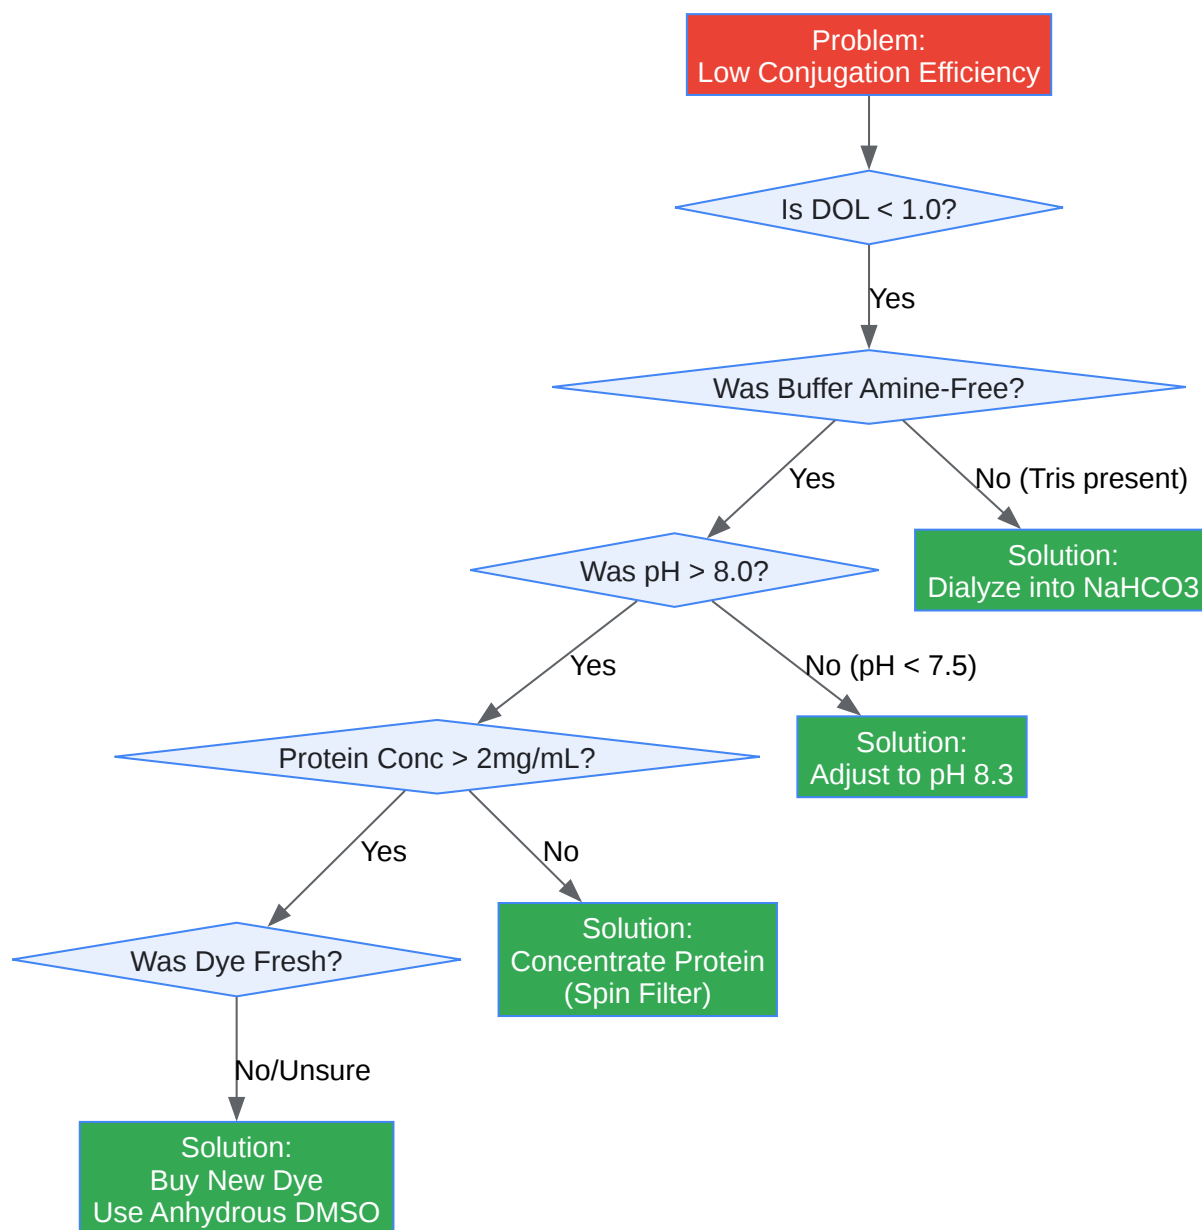 Problem:
Low Conjugation Efficiency
Is DOL < 1.0?
Yes
Was Buffer Amine-Free?
Yes
No (Tris present)
Was pH > 8.0?
Solution:
Dialyze into NaHCO3
Yes
No (pH < 7.5)
Protein Conc > 2mg/mL?
Solution:
Adjust to pH 8.3
Yes
No
Was Dye Fresh?
Solution:
Concentrate Protein
(Spin Filter)
No/Unsure
Solution:
Buy New Dye
Use Anhydrous DMSO